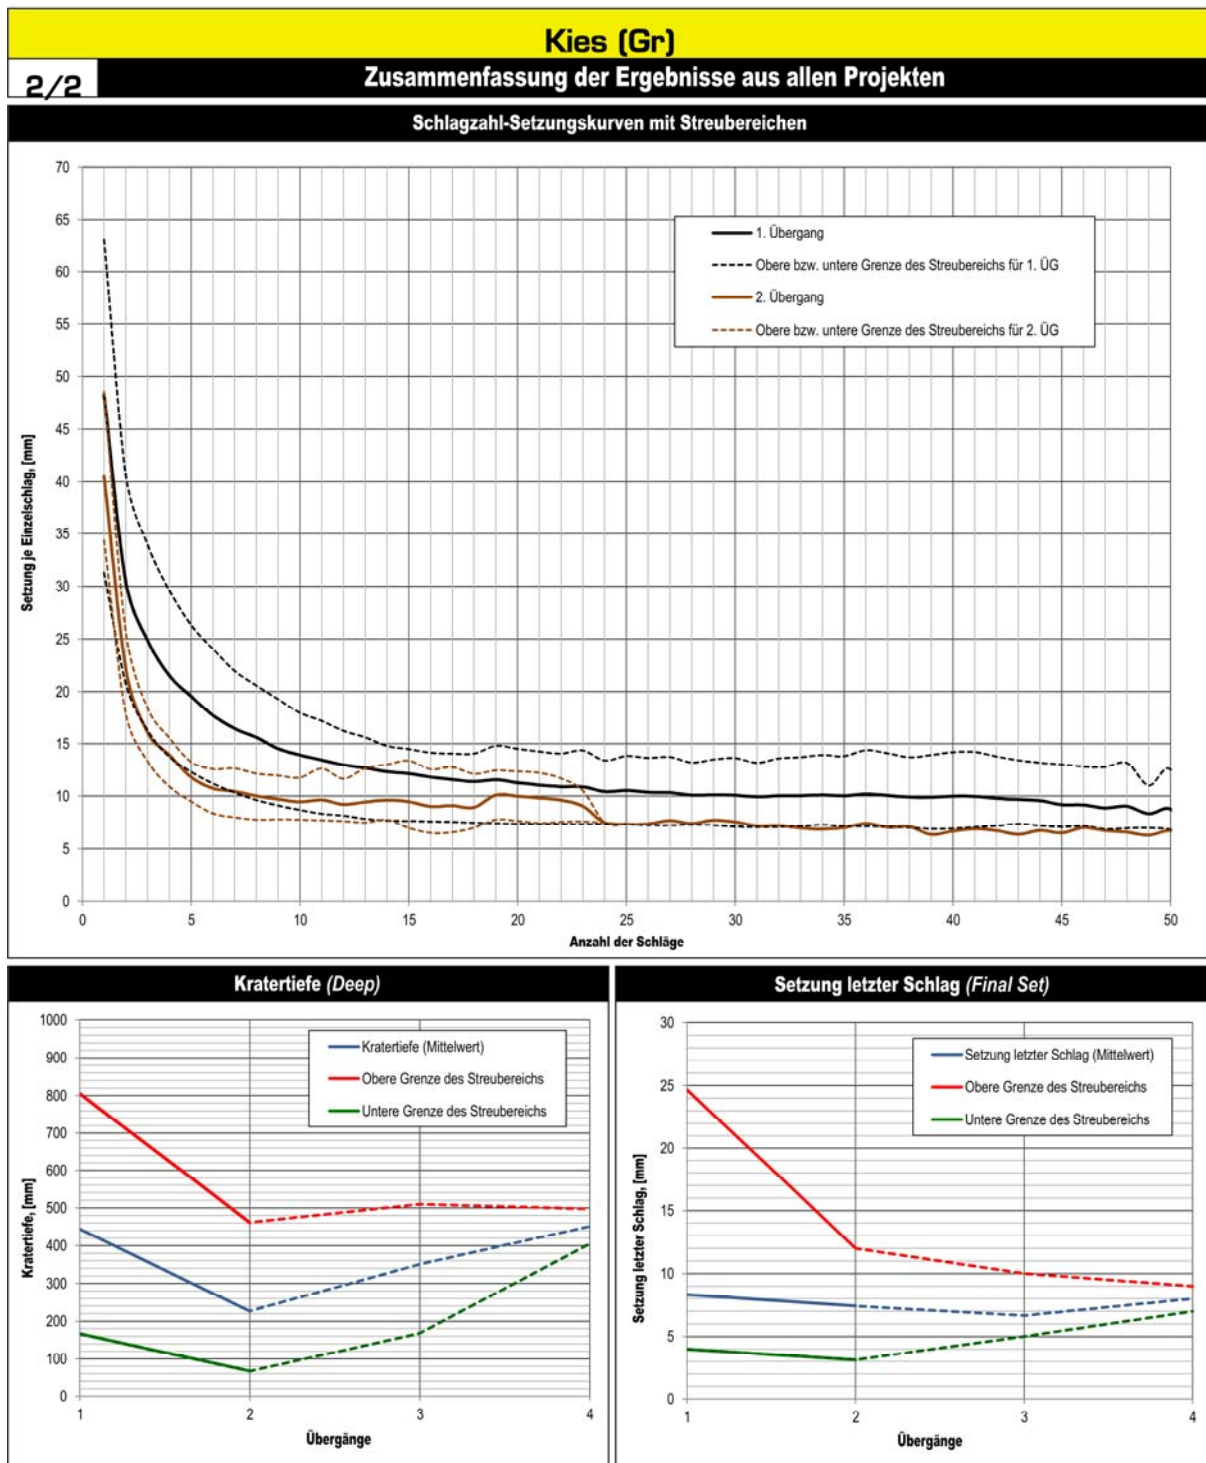 Kies (Gr)
2/2
Zusammenfassung der Ergebnisse aus allen Projekten
Schlagzahl-Setzungskurven mit Streubereichen
70
65
60
55
50
45
40
35
30
25
20
15
10
5
0
Setzung je Einzelschlag, [mm]
1. Übergang
Obere bzw. untere Grenze des Streubereichs für 1. ÜG
2. Übergang
Obere bzw. untere Grenze des Streubereichs für 2. ÜG
0 5 10 15 20 25 30 35 40 45 50
Anzahl der Schläge
Kratertiefe (Deep)
1000
900
800
700
600
500
400
300
200
100
0
Kratertiefe, [mm]
Kratertiefe (Mittelwert)
Obere Grenze des Streubereichs
Untere Grenze des Streubereichs
1 2 3 4
Übergänge
Setzung letzter Schlag (Final Set)
30
25
20
15
10
5
0
Setzung letzter Schlag, [mm]
Setzung letzter Schlag (Mittelwert)
Obere Grenze des Streubereichs
Untere Grenze des Streubereichs
1 2 3 4
Übergänge